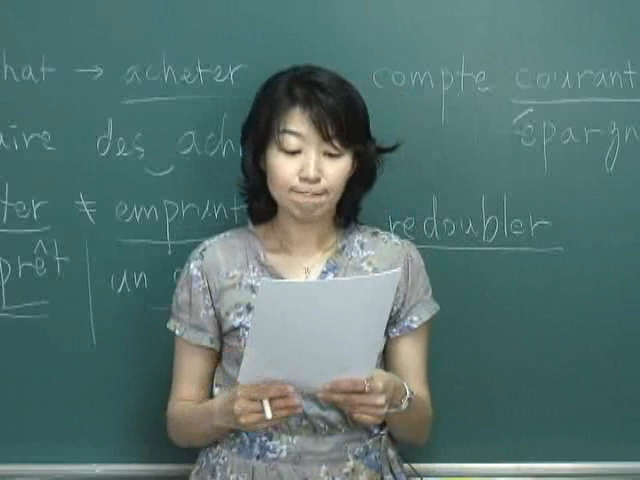 hat → acheter
aire des ach
ter ≠ emprunt
prêt un
compte courant
épargn
redoubler